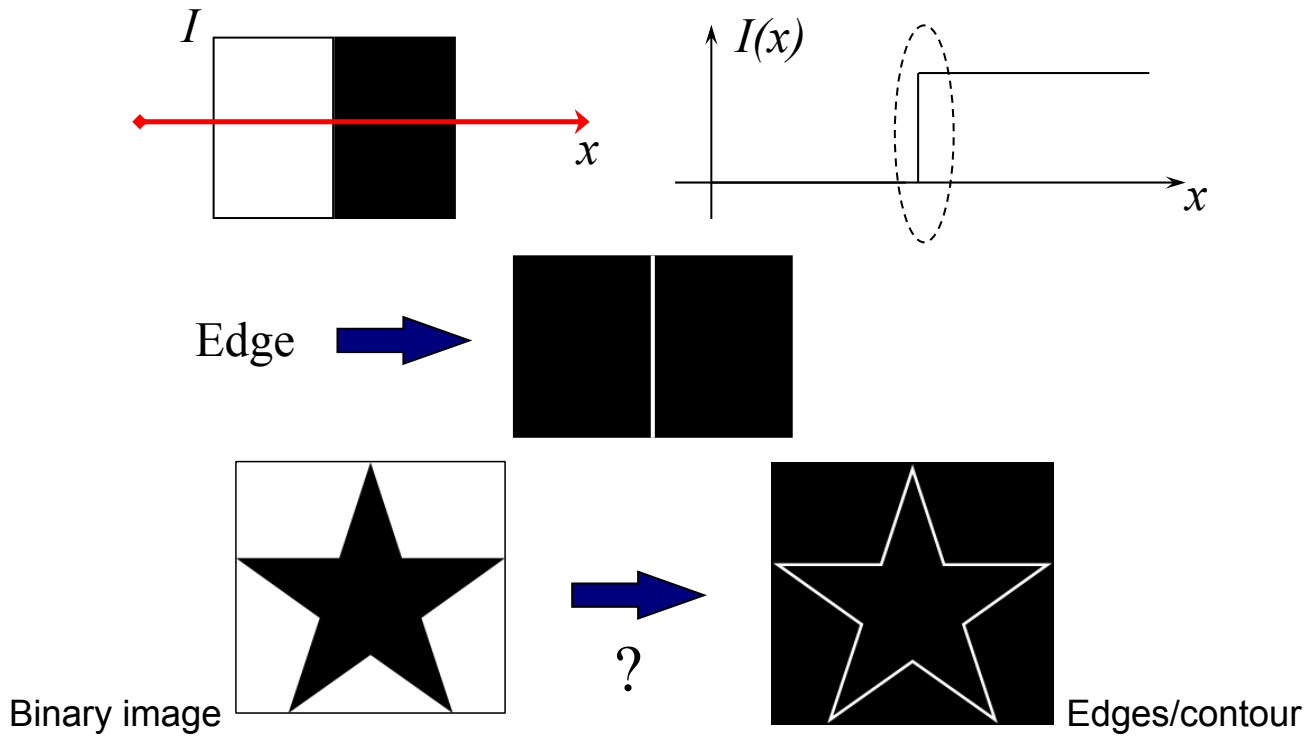 I
I(x)
x
x
Edge
?
Binary image
Edges/contour